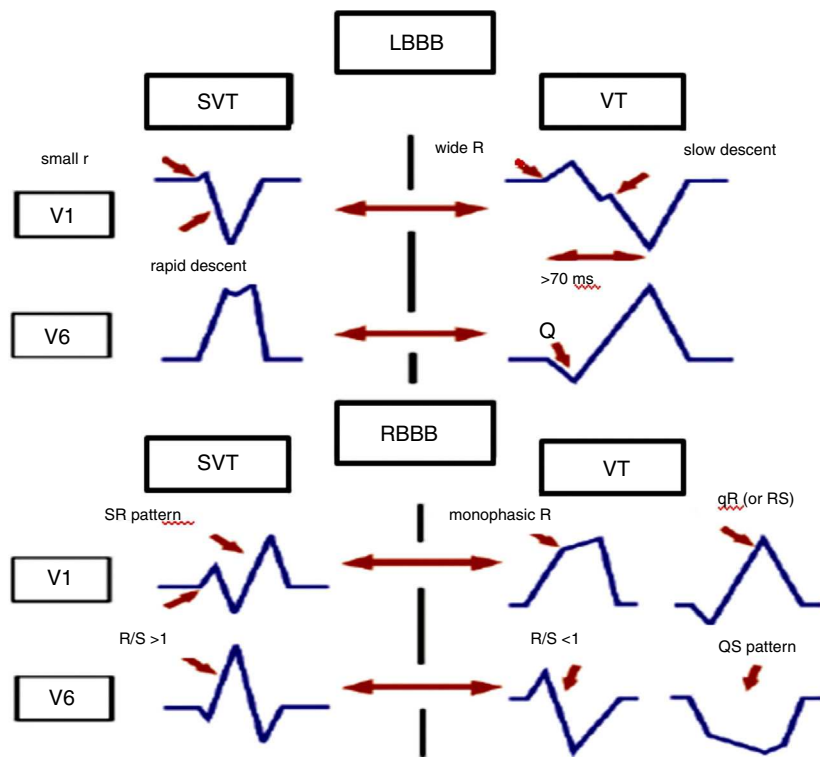 LBBB
SVT
VT
small r
wide R
slow descent
V1
rapid descent
>70 ms
V6
Q
RBBB
SVT
VT
SR pattern
monophasic R
qR (or RS)
V1
R/S >1
R/S <1
QS pattern
V6